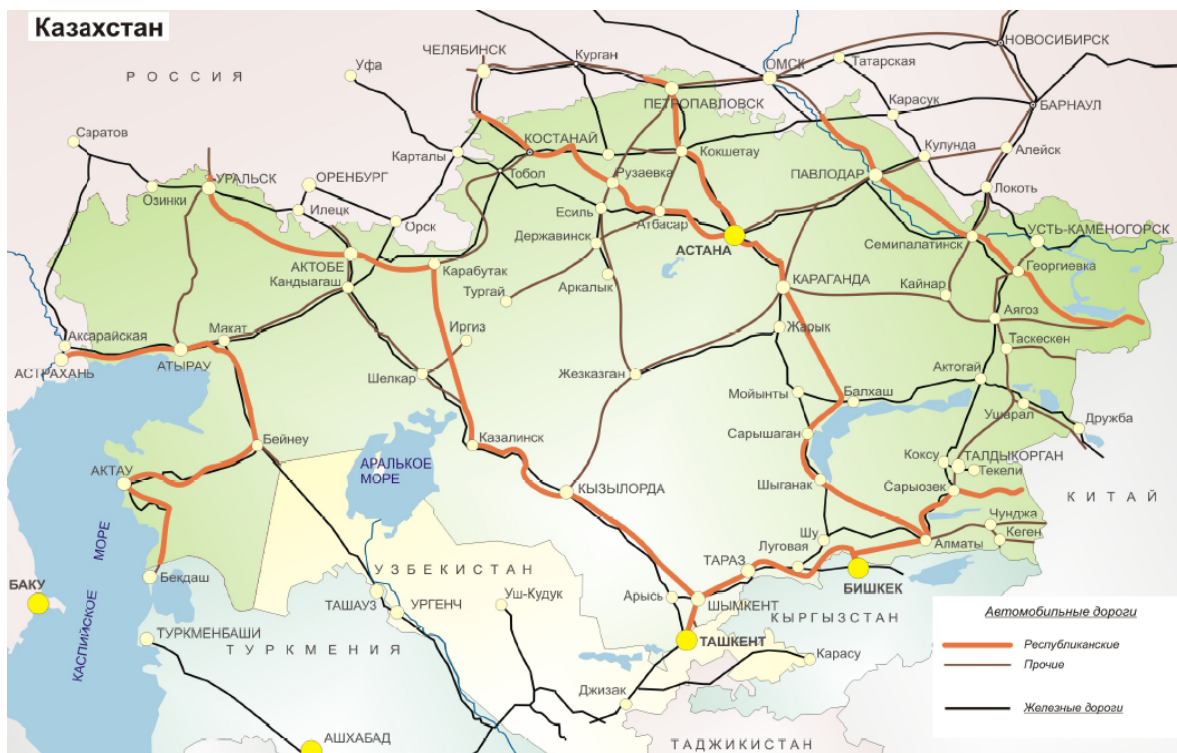 Казахстан
РОССИЯ
Уфа
ЧЕЛЯБИНСК
Курган
ПЕТРОПАВЛОВСК
ОМСК
Татарская
НОВОСИБИРСК
Карасук
БАРНАУЛ
Саратов
Карталы
КОСТАНАЙ
Тобол
Кокшетау
Рузаевка
Кулунда
Алейск
ПАВЛОДАР
Локоть
Озинки
УРАЛЬСК
ОРЕНБУРГ
Илецк
Орск
Есиль
Атбасар
Державинск
АСТАНА
Семипалатинск
УСТЬ-КАМЕНОГОРСК
Георгиевка
АКТОБЕ
Кандыагаш
Карабутак
Тургай
Аркалык
КАРАГАНДА
Кайнар
Аягоз
Аксарайская
Макат
Иргиз
Жарык
Таскескен
АСТРАХАНЬ
АТЫРАУ
Шелкар
Жезказган
Мойынты
Балхаш
Актогай
Ушарал
Дружба
Бейнеу
Казалинск
Сарышаган
АКТАУ
АРАЛЬКОЕ
МОРЕ
КЫЗЫЛОРДА
Шыганак
Коксу
ТАЛДЫКОРГАН
Текели
Сарыозек
КИТАЙ
Чунджа
Кеген
Шу
Луговая
Алматы
ТАРАЗ
БИШКЕК
КАСПИЙСКОЕ МОРЕ
БАКУ
Бекдаш
УЗБЕКИСТАН
ТАШАУЗ
УРГЕНЧ
Уш-Кудук
Арысь
ШЫМКЕНТ
КЫРГЫЗСТАН
ТАШКЕНТ
ТУРКМЕНБАШИ
ТУРКМЕНИЯ
Карасу
Джизак
АШХАБАД
ТАДЖИКИСТАН
Автомобильные дороги
Республиканские
Прочие
Железные дороги